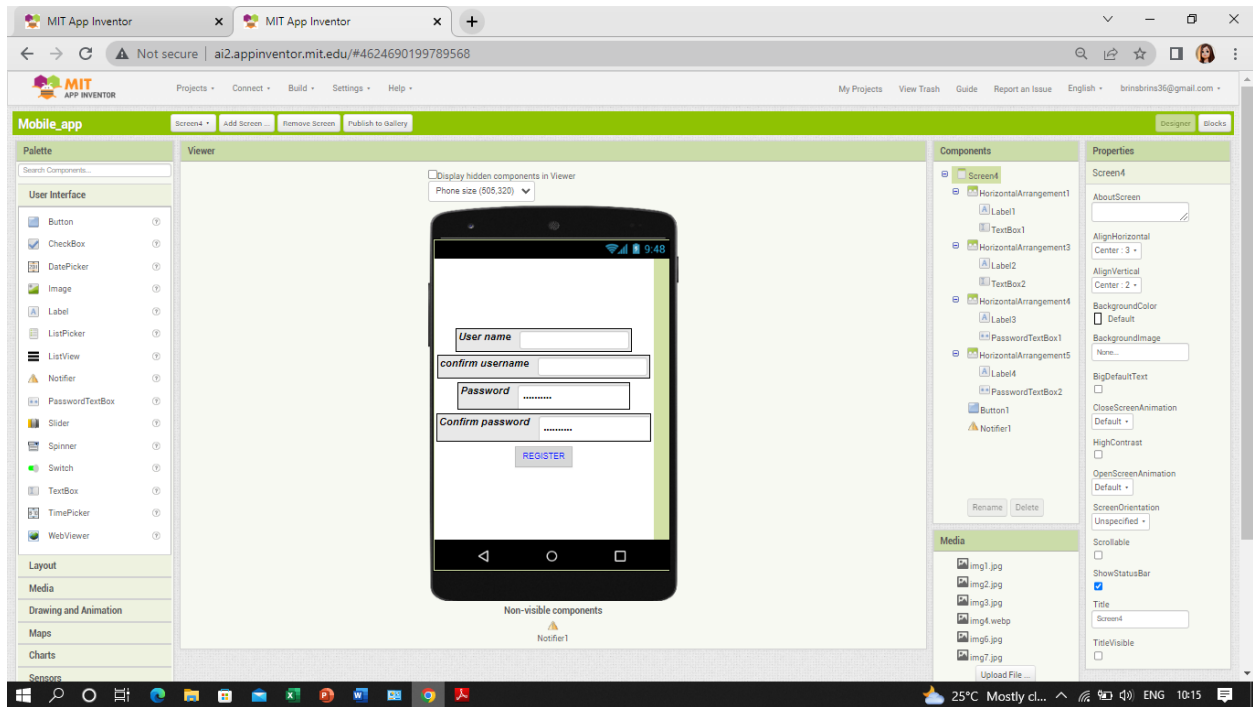 MIT App Inventor
MIT App Inventor
Not secure | ai2.appinventor.mit.edu/#4624690199789568
MIT APP INVENTOR
Projects Connect Build Settings Help My Projects View Trash Guide Report an Issue English brinsbrins36@gmail.com
Mobile_app Screen4 Add Screen ... Remove Screen Publish to Gallery Designer Blocks
Palette
Search Components...
User Interface
Button
CheckBox
DatePicker
Image
Label
ListPicker
ListView
Notifier
PasswordTextBox
Slider
Spinner
Switch
TextBox
TimePicker
WebViewer
Layout
Media
Drawing and Animation
Maps
Charts
Sensors
Viewer
Display hidden components in Viewer
Phone size (505,320)
9:48
User name
confirm username
Password ..........
Confirm password ..........
REGISTER
Non-visible components
Notifier1
Components
Screen4
HorizontalArrangement1
Label1
TextBox1
HorizontalArrangement3
Label2
TextBox2
HorizontalArrangement4
Label3
PasswordTextBox1
HorizontalArrangement5
Label4
PasswordTextBox2
Button1
Notifier1
Rename Delete
Media
img1.jpg
img2.jpg
img3.jpg
img4.webp
img6.jpg
img7.jpg
Upload File ...
Properties
Screen4
AboutScreen
AlignHorizontal
Center : 3
AlignVertical
Center : 2
BackgroundColor
Default
BackgroundImage
None...
BigDefaultText
CloseScreenAnimation
Default
HighContrast
OpenScreenAnimation
Default
ScreenOrientation
Unspecified
Scrollable
ShowStatusBar
Title
Screen4
TitleVisible
25°C Mostly cl... ENG 10:15